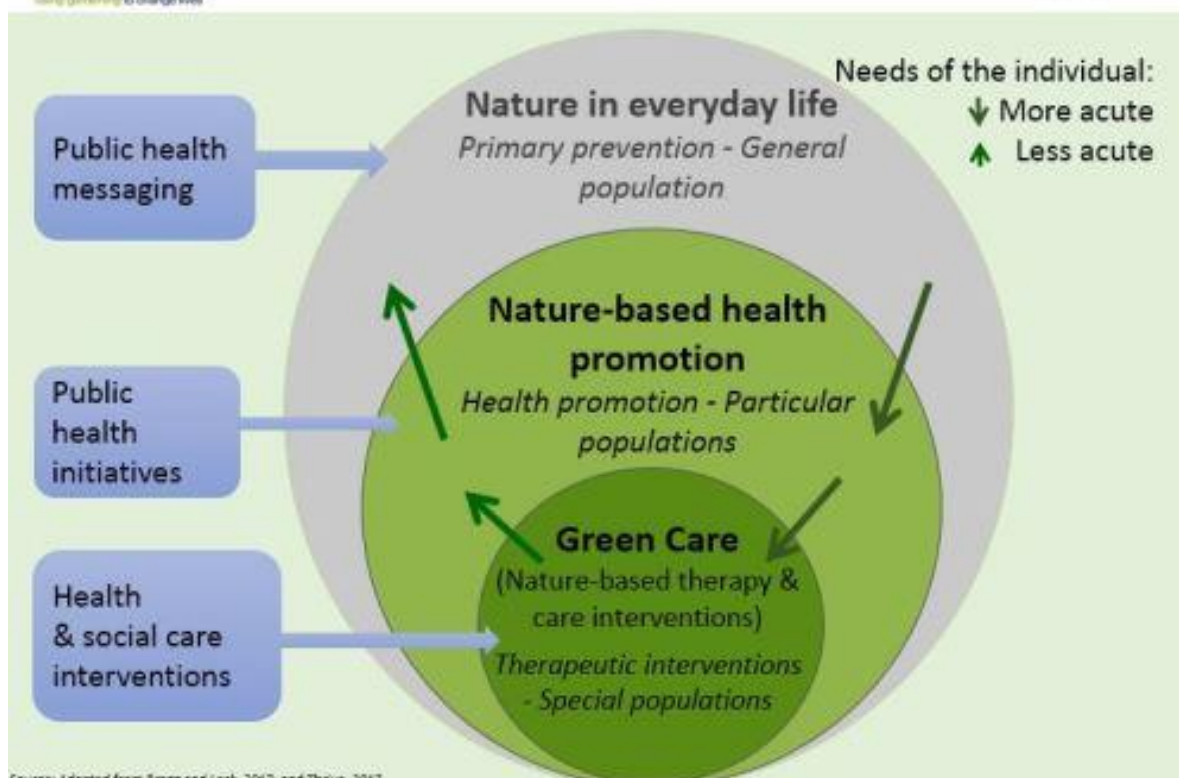 Nature in everyday life
Primary prevention - General
population
Needs of the individual:
↓ More acute
↑ Less acute
Public health
messaging
Nature-based health
promotion
Health promotion - Particular
populations
Public
health
initiatives
Green Care
(Nature-based therapy &
care interventions)
Therapeutic interventions
- Special populations
Health
& social care
interventions